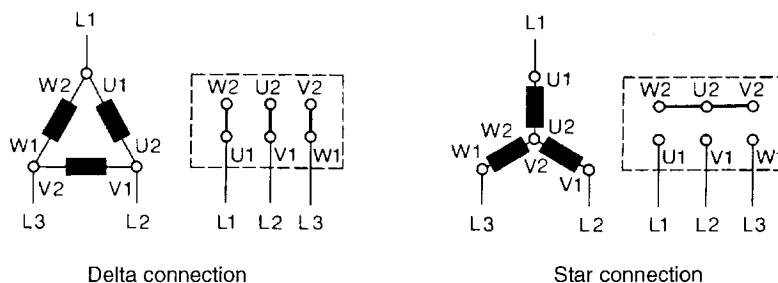 L1
W2 U1
W1 U2
V2 V1
L3 L2
W2 U2 V2
U1 V1 W1
L1 L2 L3
Delta connection
L1
U1
W2 U2
W1 V2 V1
L3 L2
W2 U2 V2
U1 V1 W1
L1 L2 L3
Star connection